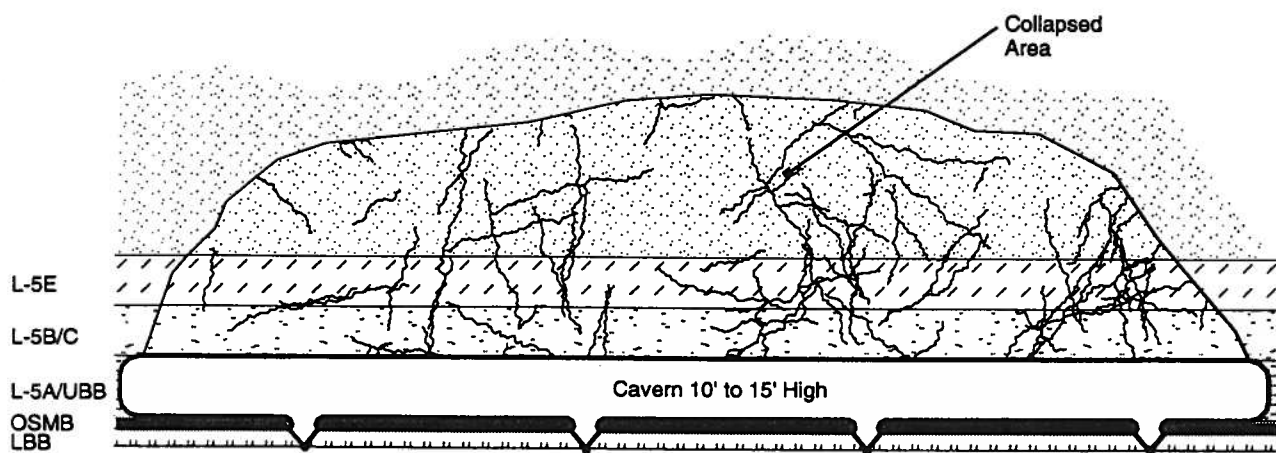 Collapsed
Area
L-5E
L-5B/C
L-5A/UBB
Cavern 10' to 15' High
OSMB
LBB